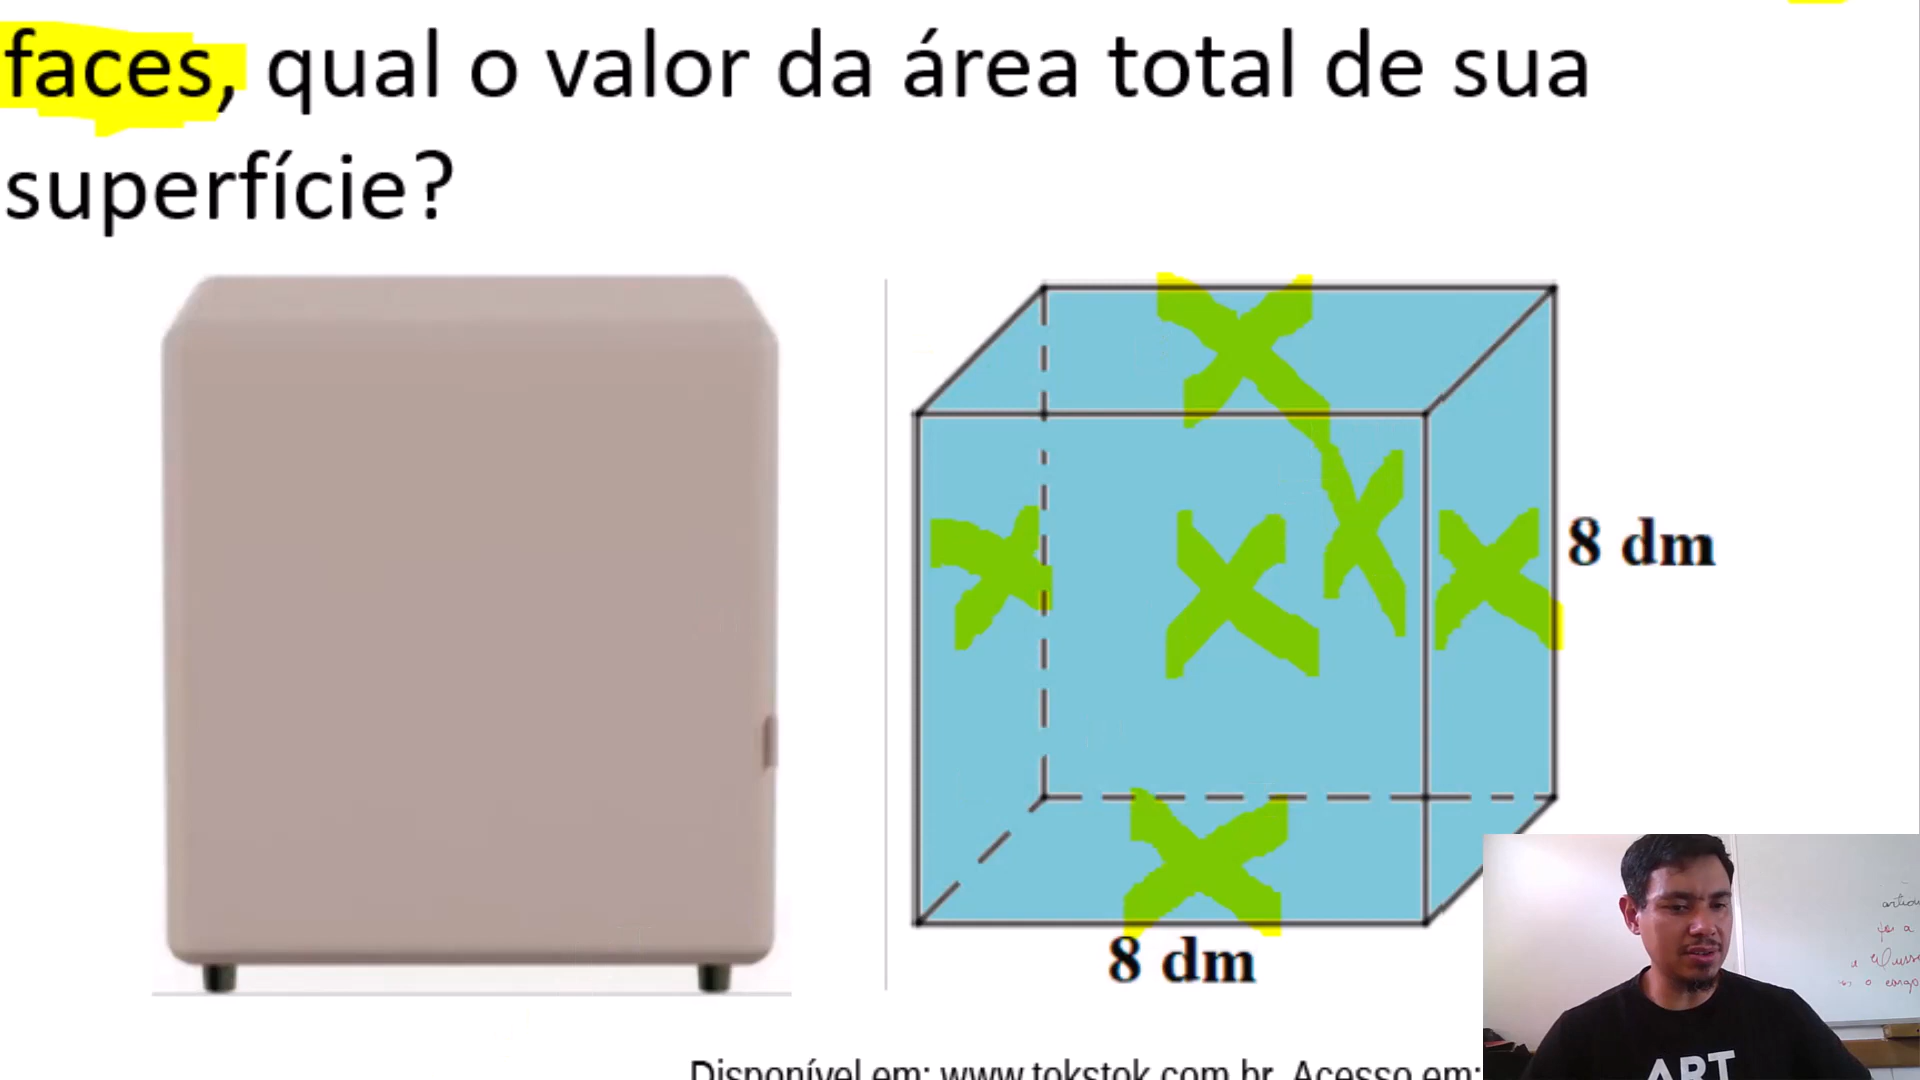 faces, qual o valor da área total de sua
superfície?
8 dm
8 dm
Disponível em: www.tokstok.com.br. Acesso em:
ART